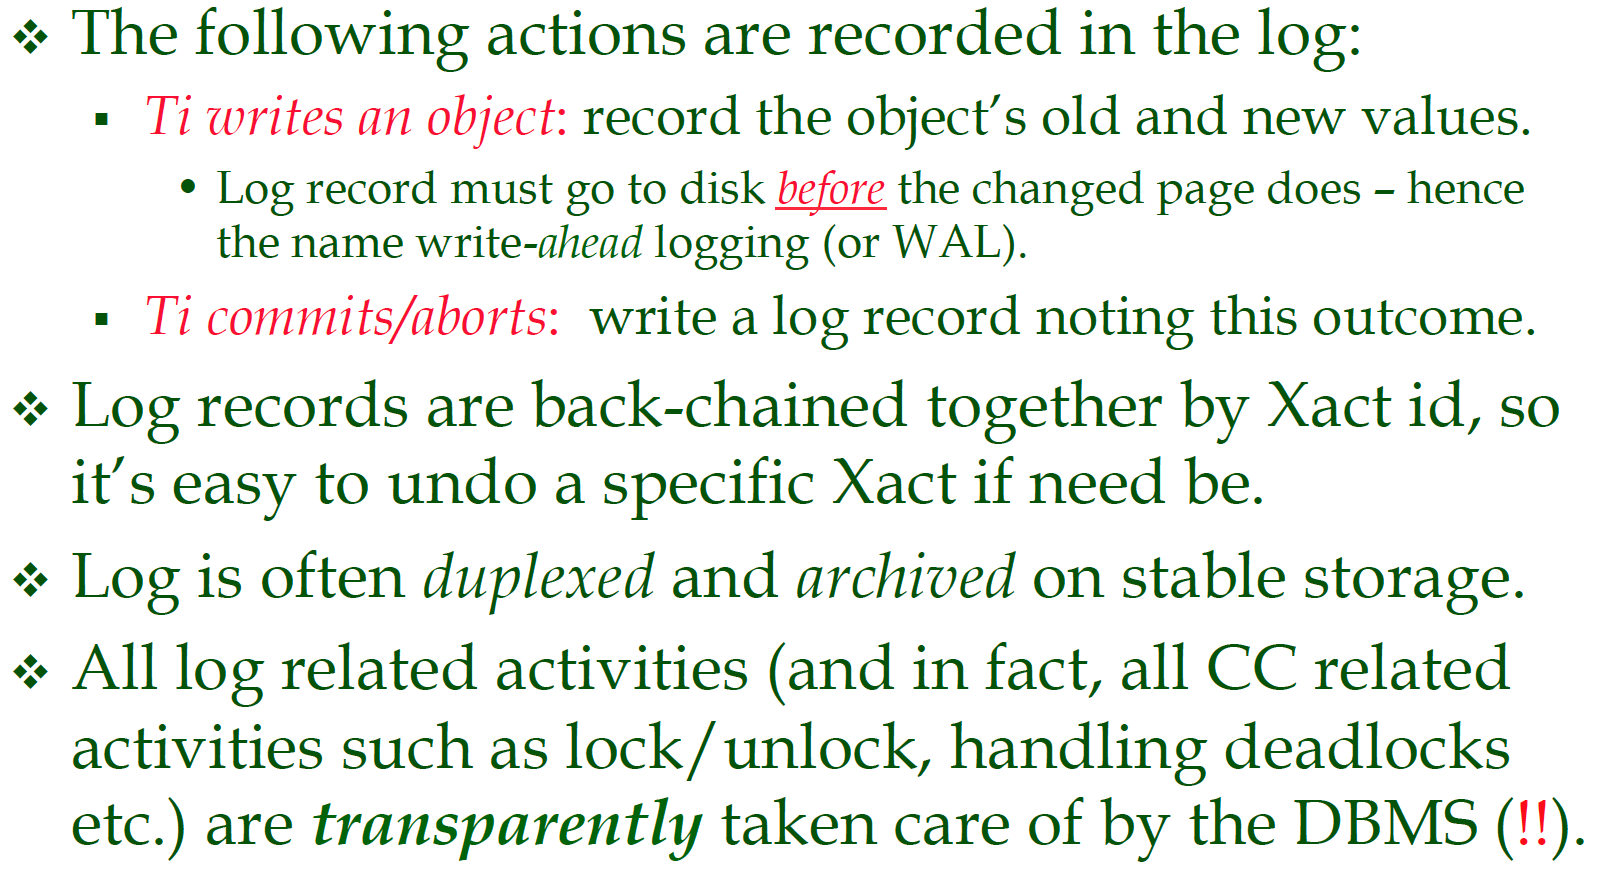 ❖ The following actions are recorded in the log:
▪ Ti writes an object: record the object’s old and new values.
• Log record must go to disk before the changed page does – hence
the name write-ahead logging (or WAL).
▪ Ti commits/aborts: write a log record noting this outcome.
❖ Log records are back-chained together by Xact id, so
it’s easy to undo a specific Xact if need be.
❖ Log is often duplexed and archived on stable storage.
❖ All log related activities (and in fact, all CC related
activities such as lock/unlock, handling deadlocks
etc.) are transparently taken care of by the DBMS (!!).